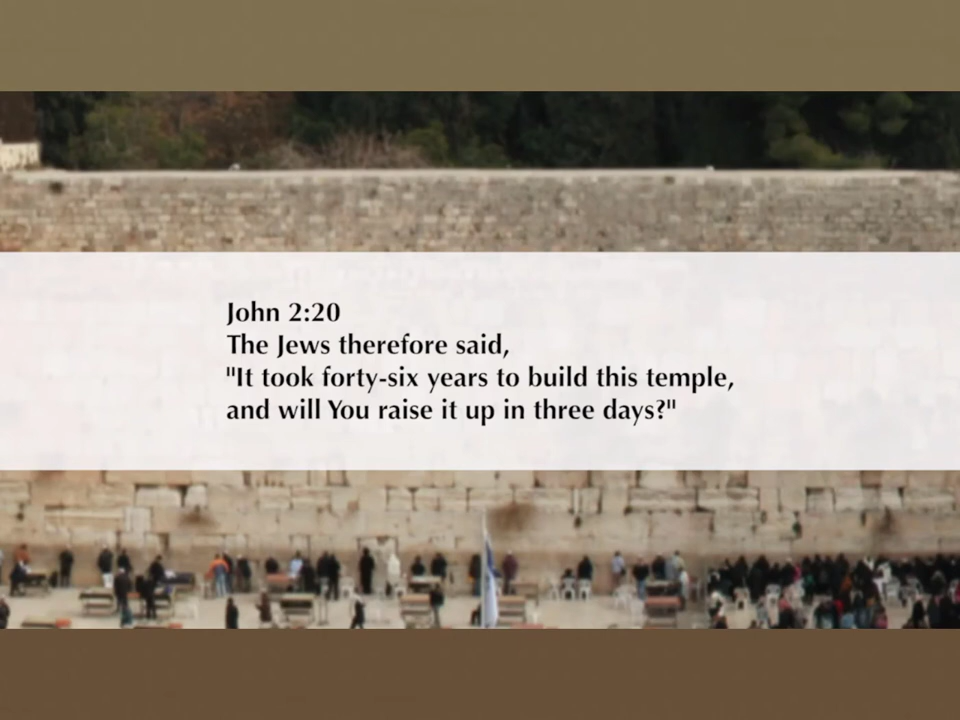 John 2:20
The Jews therefore said,
"It took forty-six years to build this temple,
and will You raise it up in three days?"